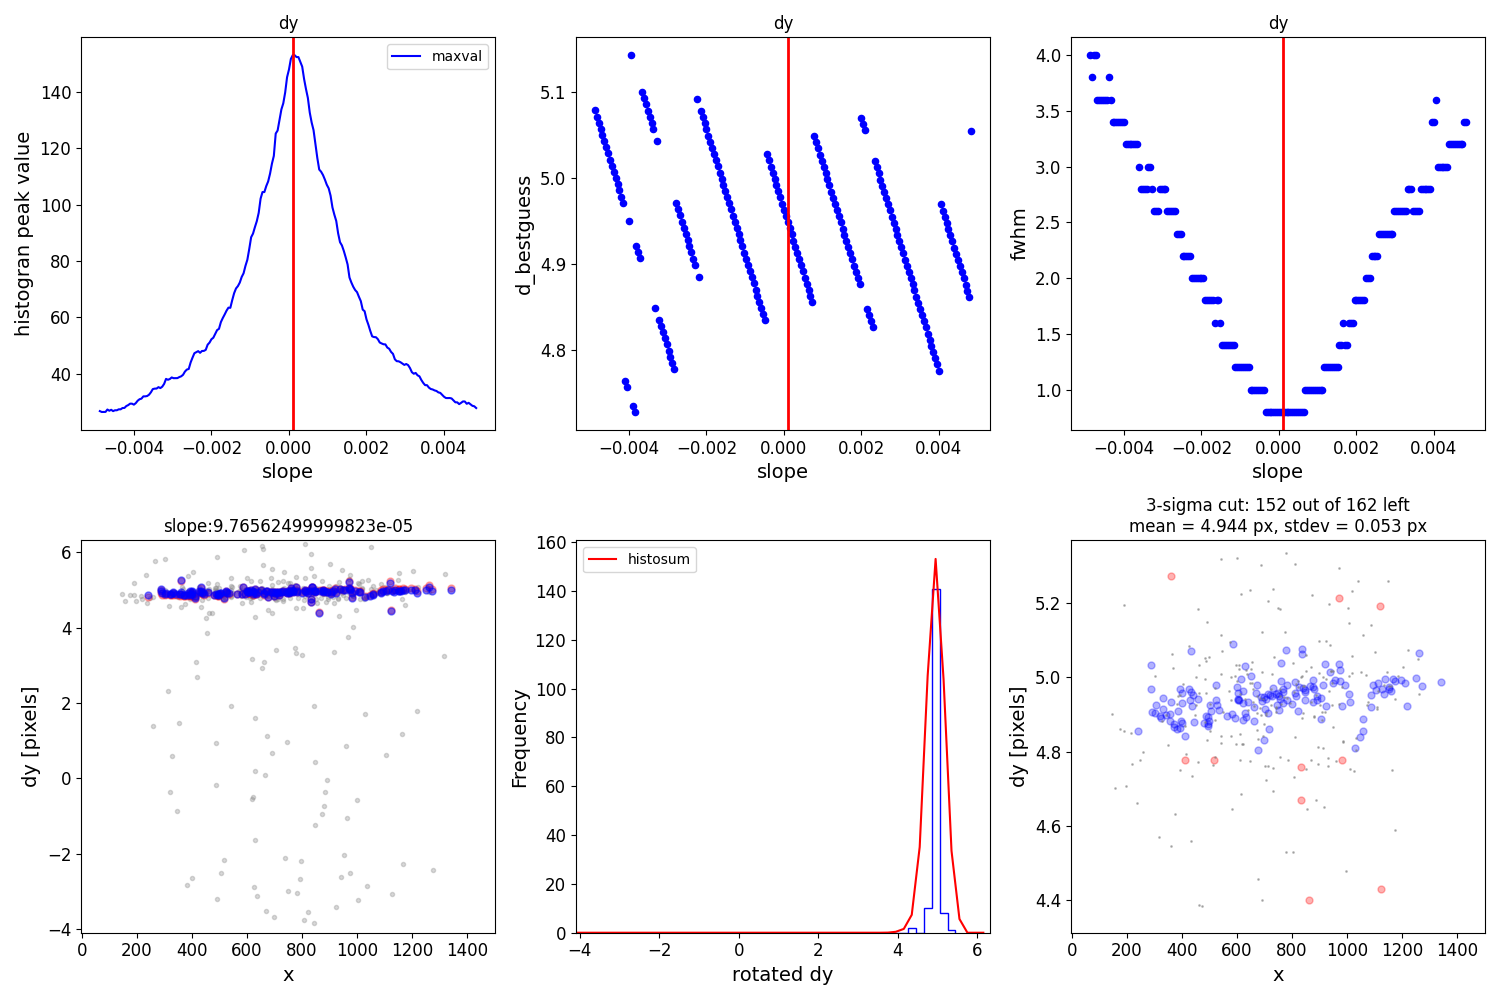 dy
histogran peak value
maxval
140
120
100
80
60
40
−0.004 −0.002 0.000 0.002 0.004
slope
dy
d_bestguess
5.1
5.0
4.9
4.8
−0.004 −0.002 0.000 0.002 0.004
slope
dy
fwhm
4.0
3.5
3.0
2.5
2.0
1.5
1.0
−0.004 −0.002 0.000 0.002 0.004
slope
slope:9.76562499999823e-05
dy [pixels]
6
4
2
0
−2
−4
0 200 400 600 800 1000 1200 1400
x
Frequency
histosum
160
140
120
100
80
60
40
20
0
−4 −2 0 2 4 6
rotated dy
3-sigma cut: 152 out of 162 left
mean = 4.944 px, stdev = 0.053 px
dy [pixels]
5.2
5.0
4.8
4.6
4.4
0 200 400 600 800 1000 1200 1400
x